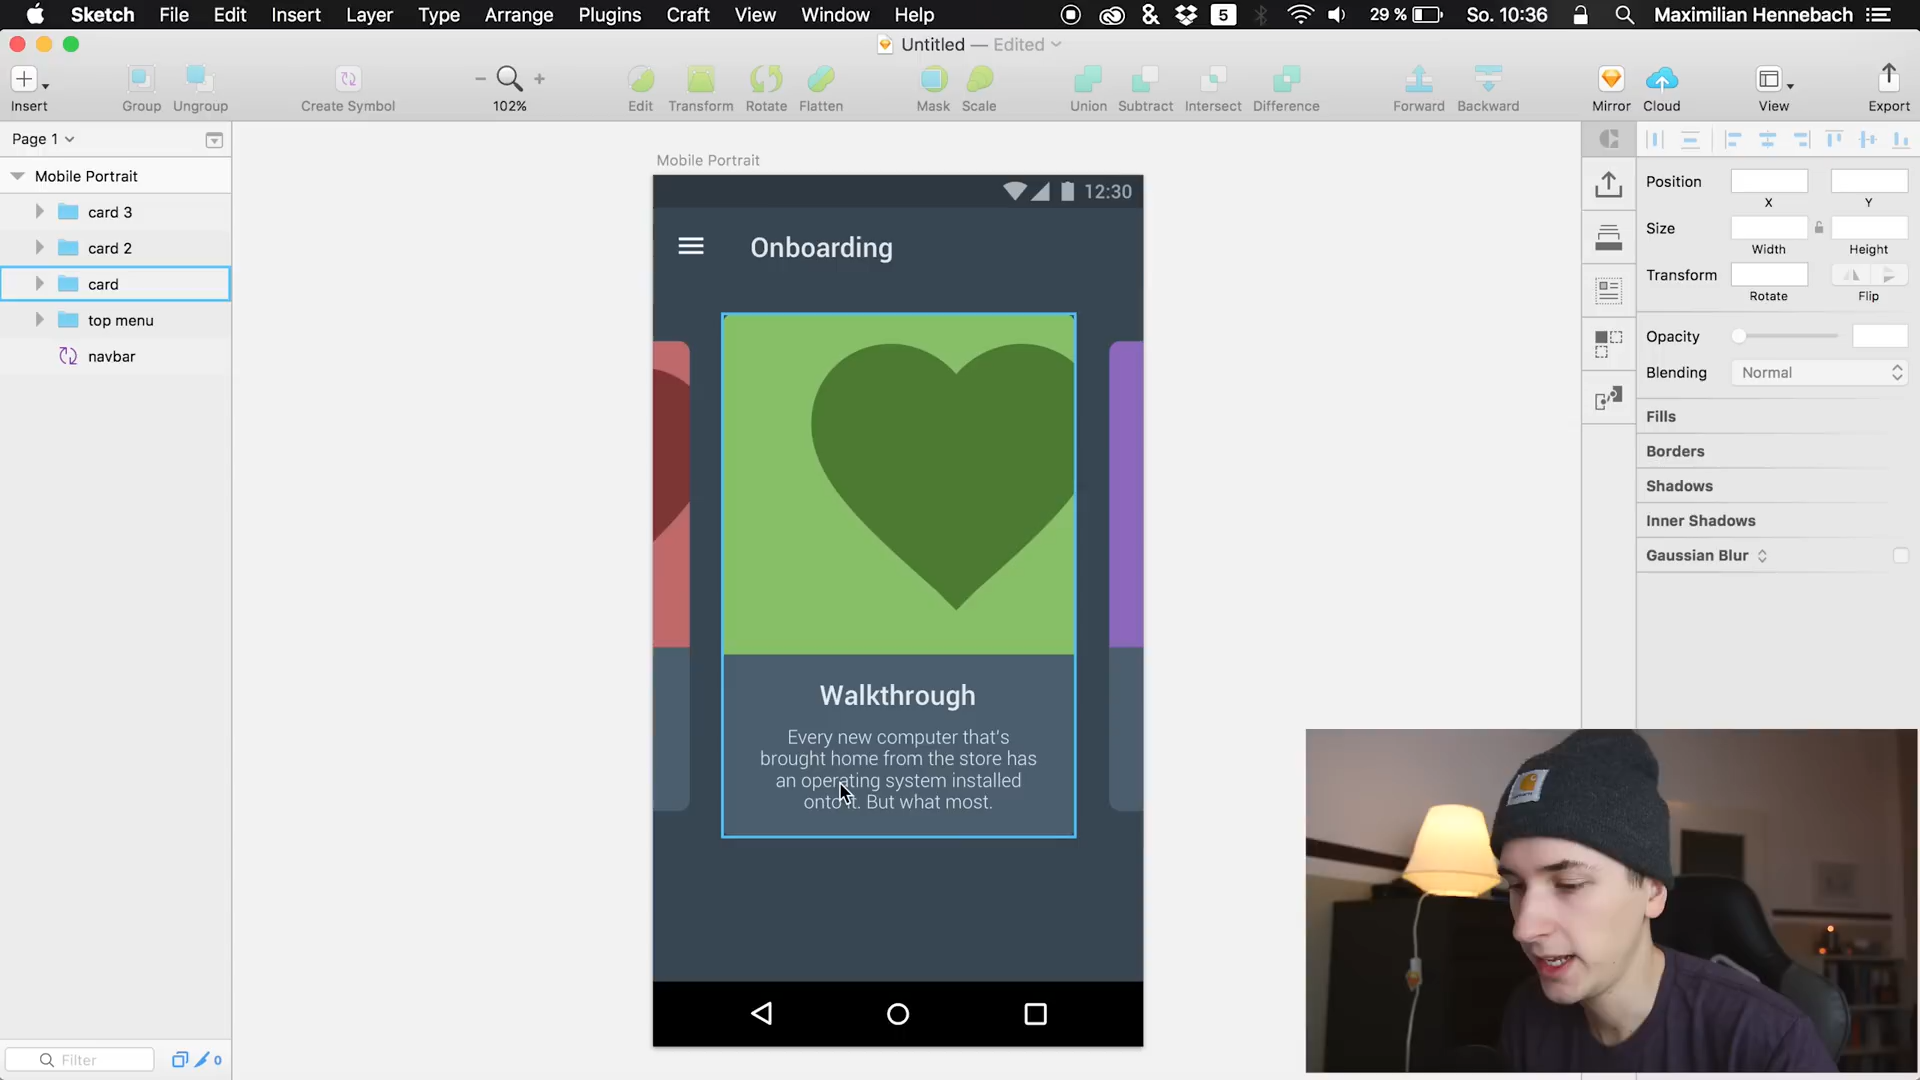 Sketch File Edit Insert Layer Type Arrange Plugins Craft View Window Help 5 29 % So. 10:36 Maximilian Hennebach
Untitled — Edited
Insert Group Ungroup Create Symbol 102% Edit Transform Rotate Flatten Mask Scale Union Subtract Intersect Difference Forward Backward Mirror Cloud View Export
Page 1
Mobile Portrait
card 3
card 2
card
top menu
navbar
Filter 0
Mobile Portrait
12:30
Onboarding
Walkthrough
Every new computer that's
brought home from the store has
an operating system installed
onto it. But what most.
Position
X Y
Size
Width Height
Transform
Rotate Flip
Opacity
Blending Normal
Fills
Borders
Shadows
Inner Shadows
Gaussian Blur